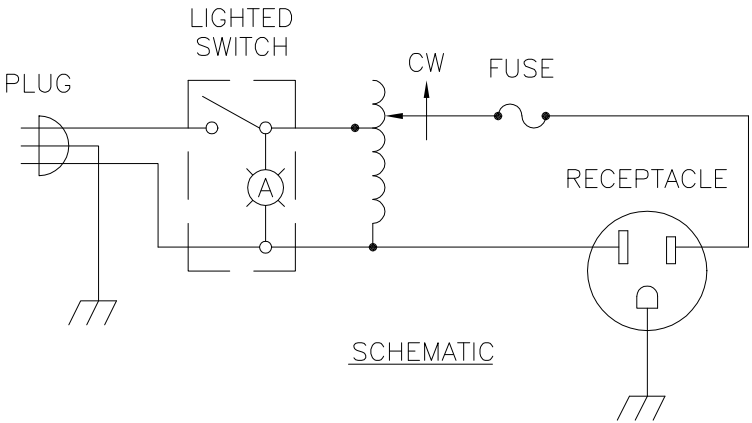 LIGHTED
SWITCH
PLUG
CW
FUSE
A
RECEPTACLE
SCHEMATIC